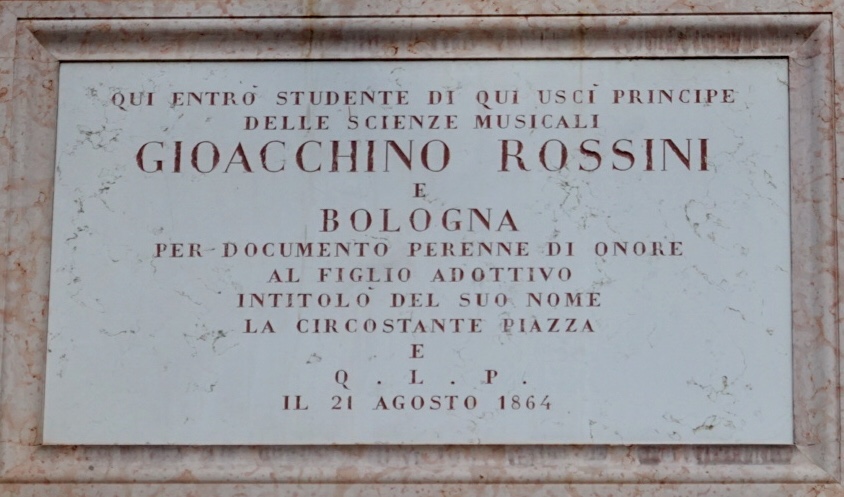 QUI ENTRÒ STUDENTE DI QUI USCÌ PRINCIPE
DELLE SCIENZE MUSICALI
GIOACCHINO ROSSINI
E
BOLOGNA
PER DOCUMENTO PERENNE DI ONORE
AL FIGLIO ADOTTIVO
INTITOLÒ DEL SUO NOME
LA CIRCOSTANTE PIAZZA
E
Q . L . P .
IL 21 AGOSTO 1864